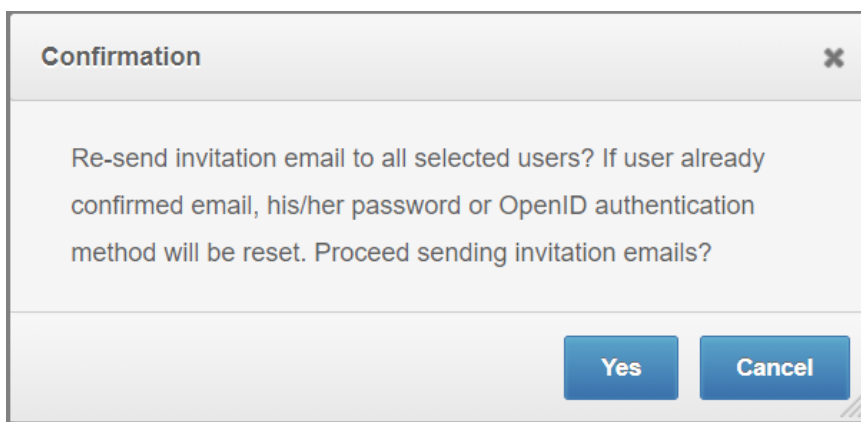 Confirmation
Re-send invitation email to all selected users? If user already
confirmed email, his/her password or OpenID authentication
method will be reset. Proceed sending invitation emails?
Yes Cancel